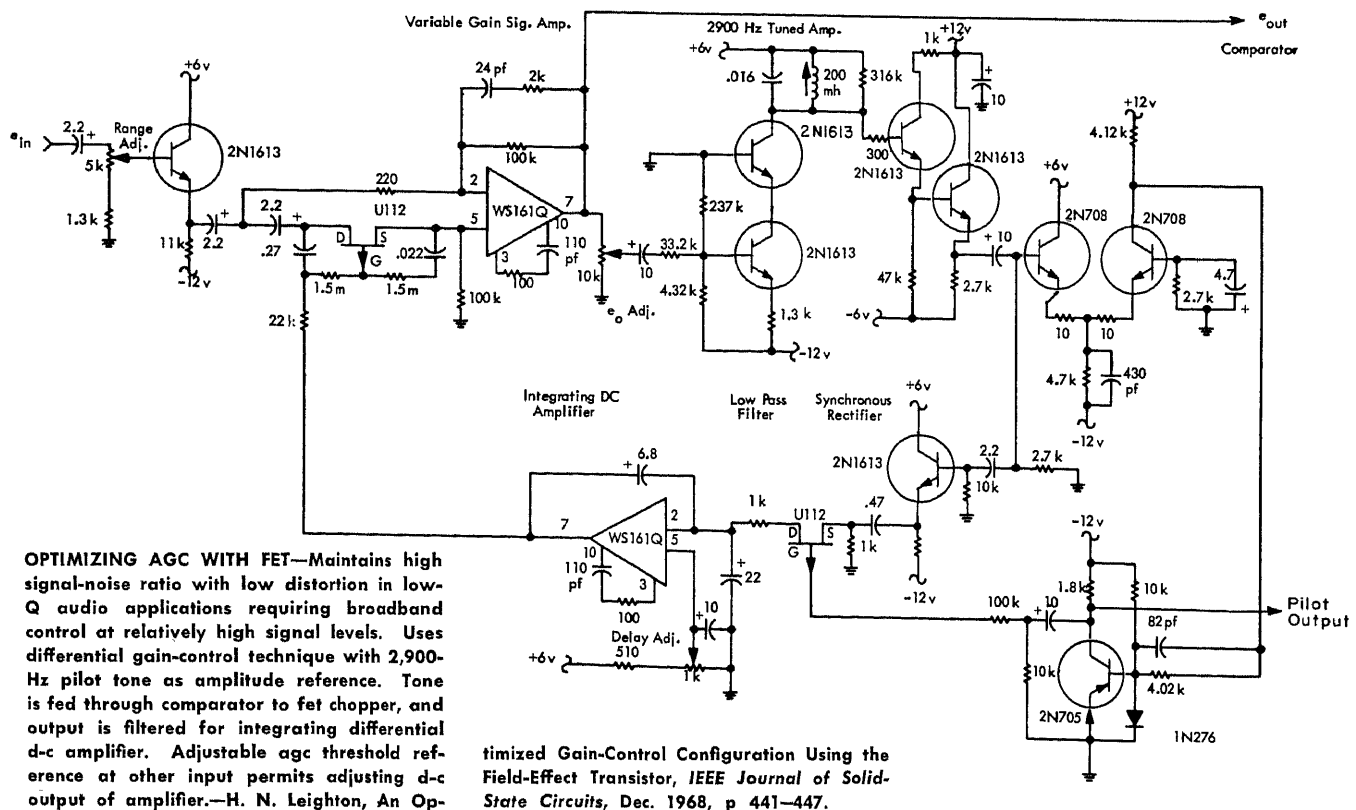 Variable Gain Sig. Amp.
2900 Hz Tuned Amp.
e out
Comparator
+6v
24 pf
2k
+6v
.016
200 mh
316k
1k
+12v
+
10
+12v
4.12k
e in
2.2 +
Range Adj.
5k
2N1613
100k
2N1613
300
2N1613
2N1613
2N708
2N708
220
2
7
WS161Q
5
10
3
110 pf
100
1.3k
11k
-12v
+
2.2
2.2
+
U112
D
S
G
.27
.022
1.5m
1.5m
100k
22k
10k
e o Adj.
+
10
33.2k
237k
4.32k
2N1613
1.3k
-12v
47k
2.7k
-6v
+10
10
10
2.7k
4.7
+
4.7k
430 pf
-12v
Integrating DC Amplifier
Low Pass Filter
Synchronous Rectifier
+6v
2N1613
2.2
+
10k
2.7k
+
6.8
7
WS161Q
2
5
10
3
110 pf
100
1k
U112
D
S
G
1k
.47
-12v
+
22
+10
Delay Adj.
510
1k
+6v
-12v
1.8k
10k
100k
+10
82pf
Pilot Output
10k
4.02k
2N705
1N276
OPTIMIZING AGC WITH FET—Maintains high
signal-noise ratio with low distortion in low-
Q audio applications requiring broadband
control at relatively high signal levels. Uses
differential gain-control technique with 2,900-
Hz pilot tone as amplitude reference. Tone
is fed through comparator to fet chopper, and
output is filtered for integrating differential
d-c amplifier. Adjustable agc threshold ref-
erence at other input permits adjusting d-c
output of amplifier.—H. N. Leighton, An Op-
timized Gain-Control Configuration Using the
Field-Effect Transistor, IEEE Journal of Solid-
State Circuits, Dec. 1968, p 441—447.